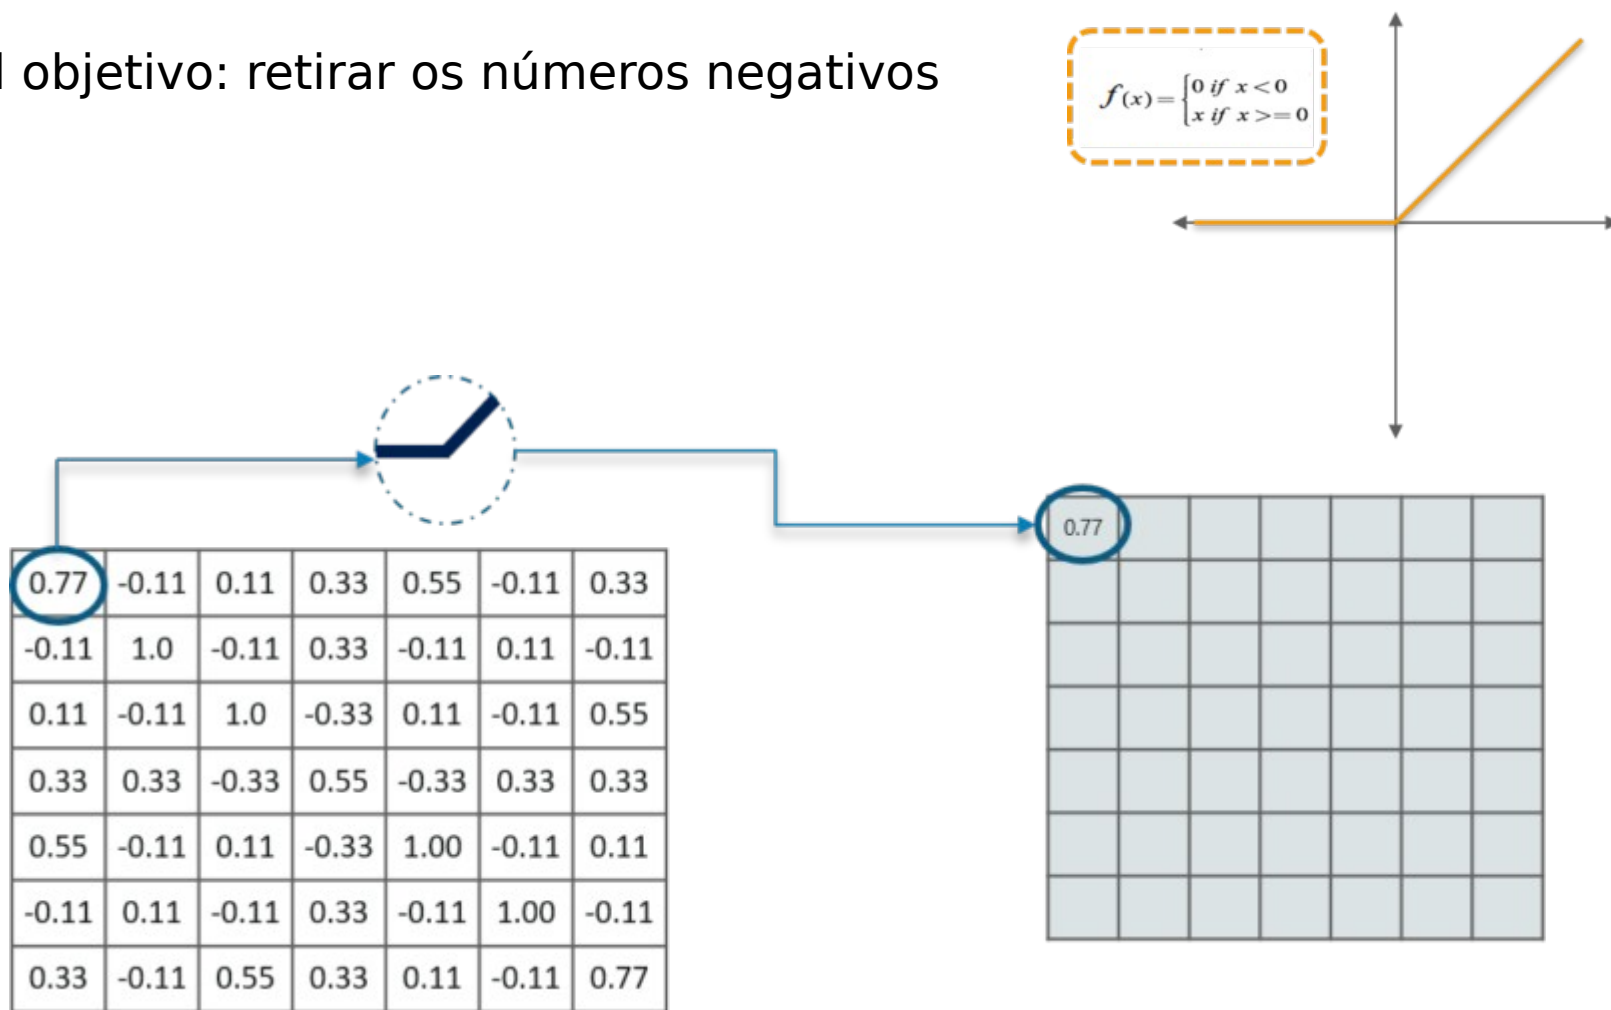 objetivo: retirar os números negativos
f(x)= {0 if x<0
x if x>=0
0.77
0.77 -0.11 0.11 0.33 0.55 -0.11 0.33
-0.11 1.0 -0.11 0.33 -0.11 0.11 -0.11
0.11 -0.11 1.0 -0.33 0.11 -0.11 0.55
0.33 0.33 -0.33 0.55 -0.33 0.33 0.33
0.55 -0.11 0.11 -0.33 1.00 -0.11 0.11
-0.11 0.11 -0.11 0.33 -0.11 1.00 -0.11
0.33 -0.11 0.55 0.33 0.11 -0.11 0.77